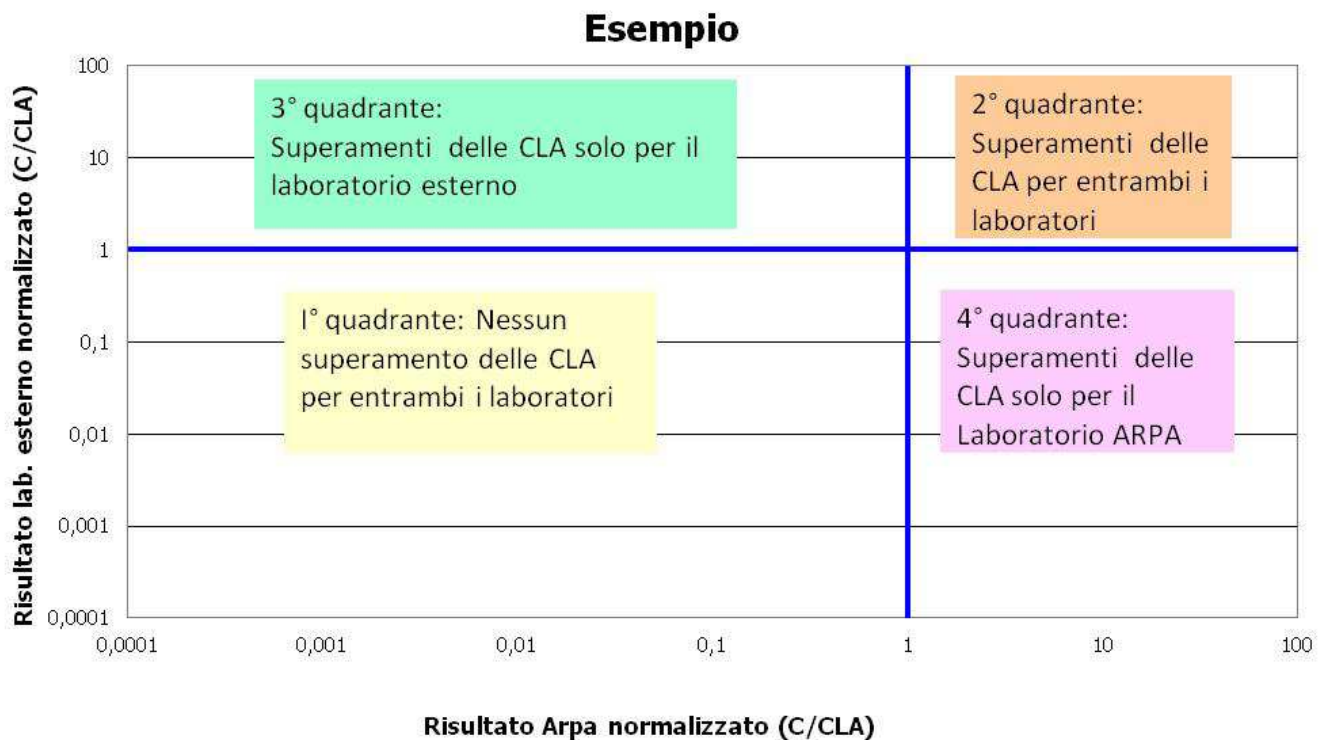 Esempio
Risultato lab. esterno normalizzato (C/CLA)
100
10
1
0,1
0,01
0,001
0,0001
3° quadrante:
Superamenti delle CLA solo per il
laboratorio esterno
2° quadrante:
Superamenti delle
CLA per entrambi i
laboratori
I° quadrante: Nessun
superamento delle CLA
per entrambi i laboratori
4° quadrante:
Superamenti delle
CLA solo per il
Laboratorio ARPA
0,0001
0,001
0,01
0,1
1
10
100
Risultato Arpa normalizzato (C/CLA)